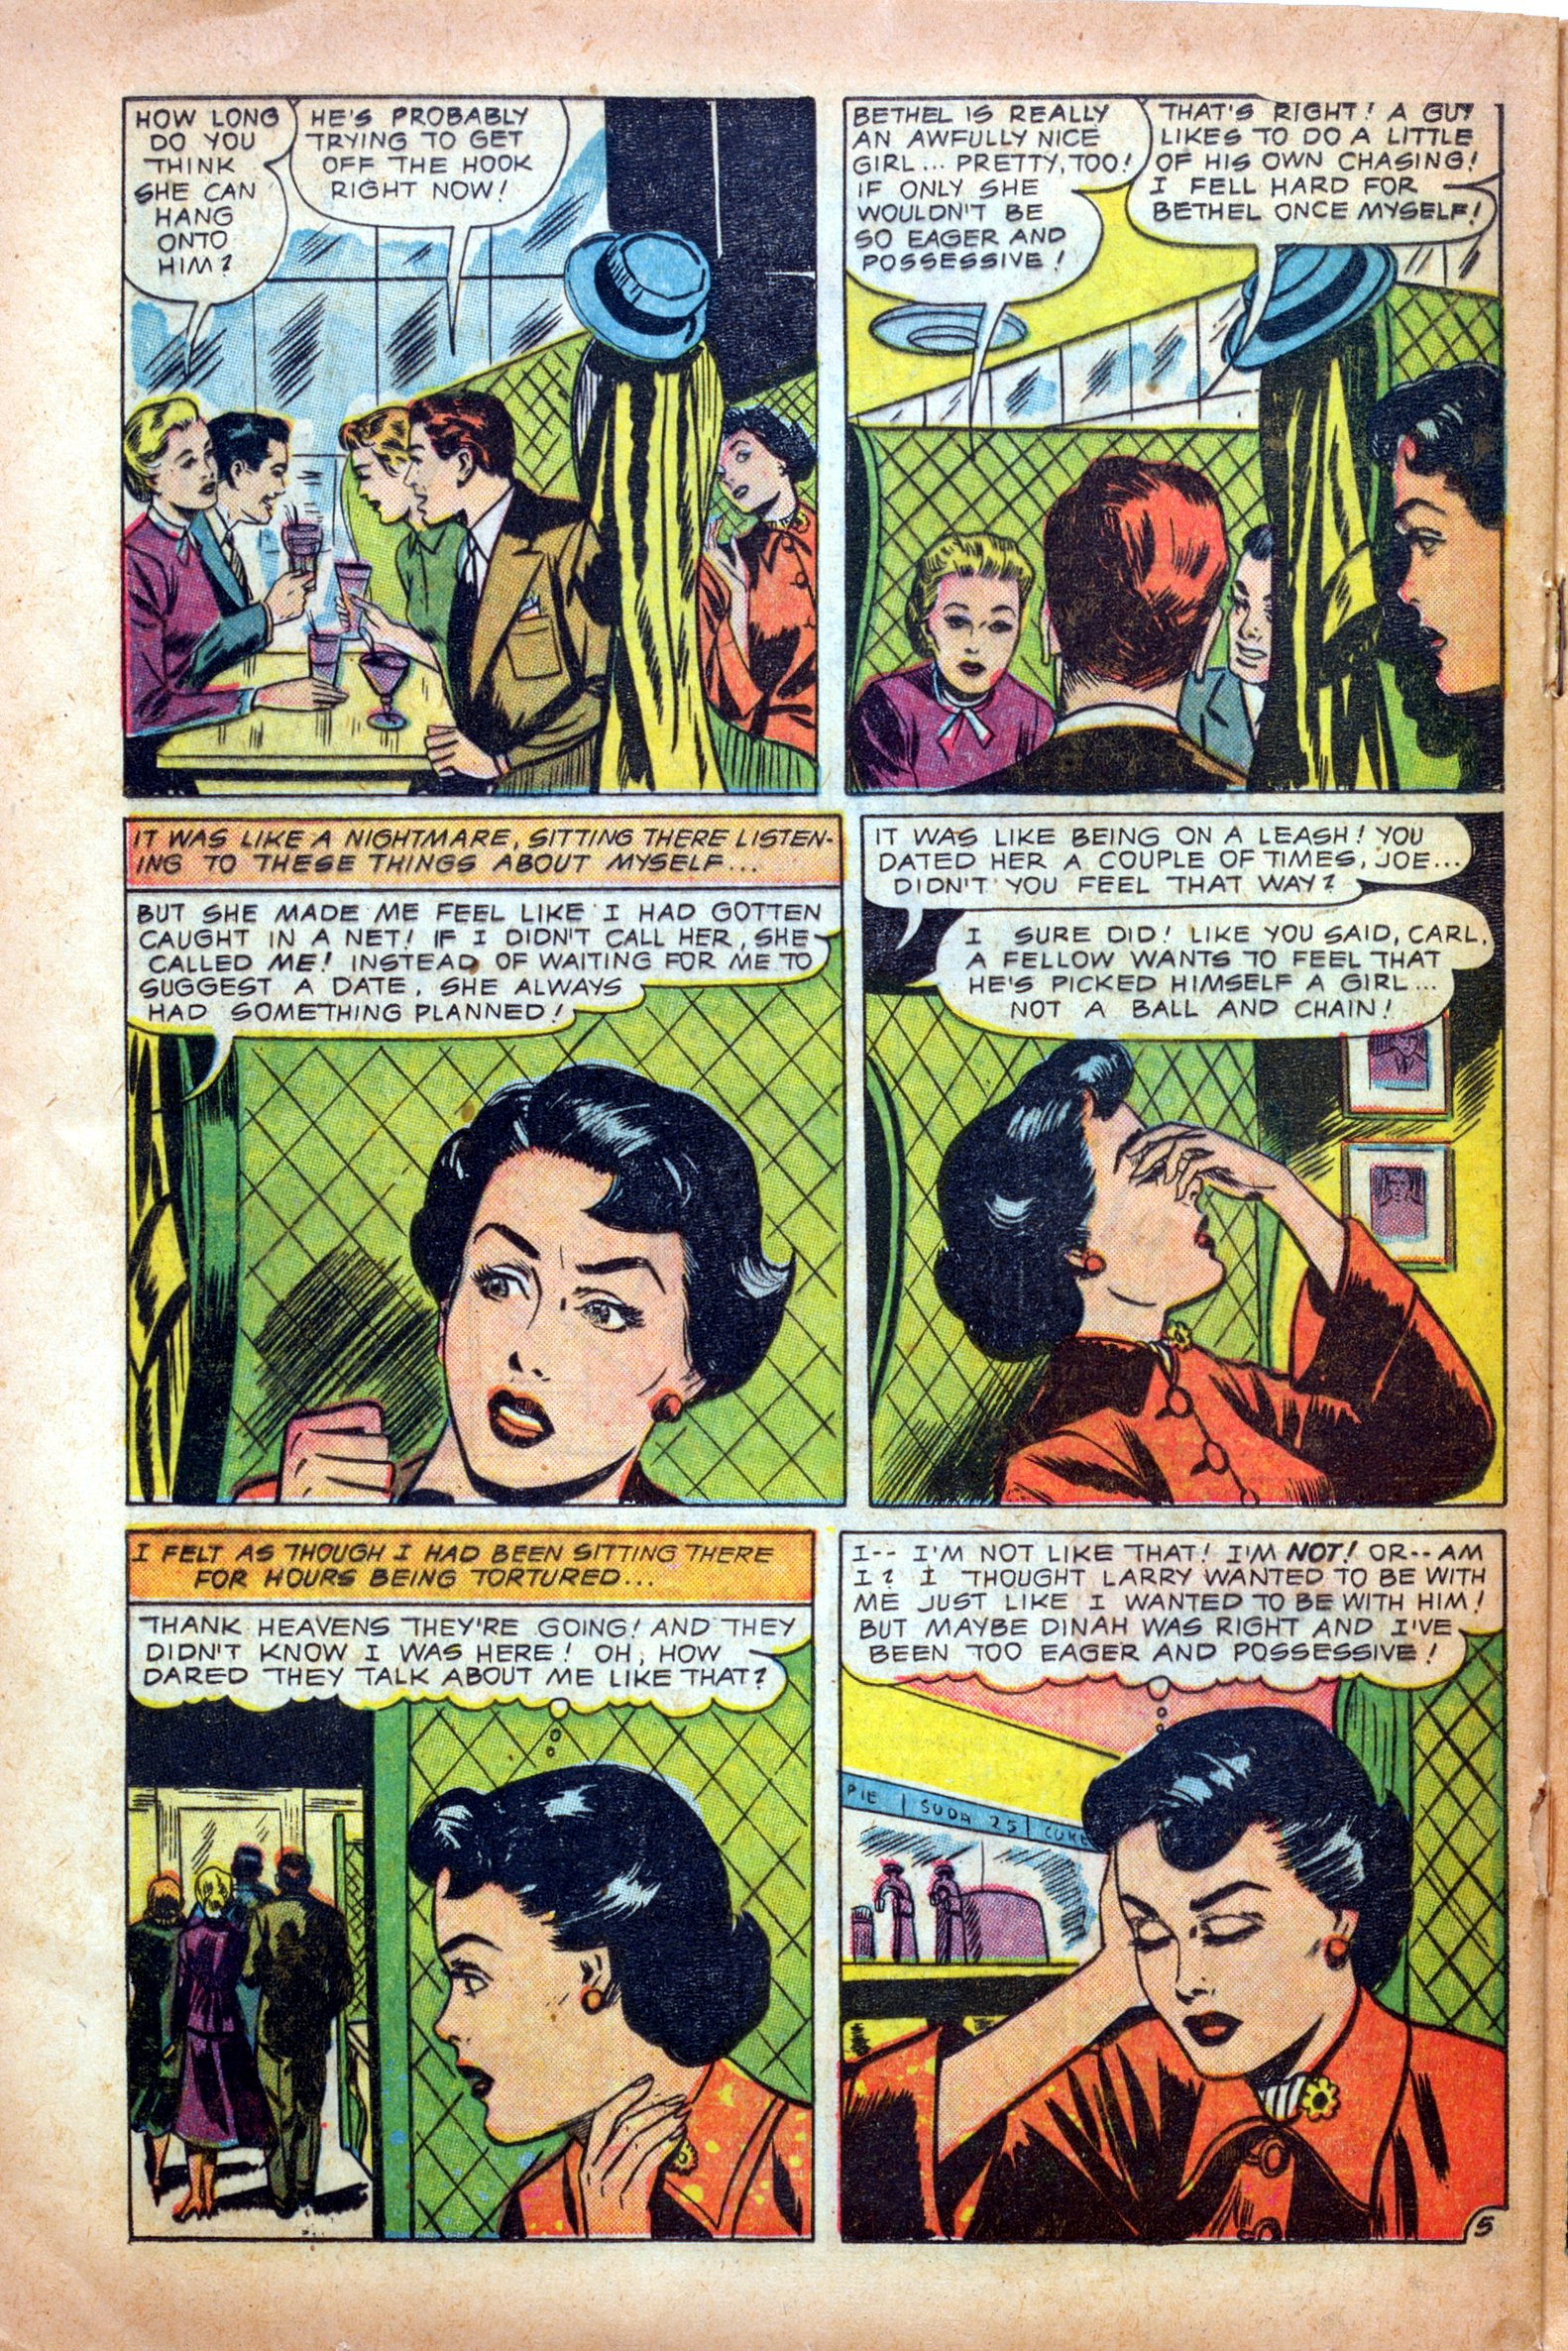 HOW LONG
DO YOU
THINK
SHE CAN
HANG
ONTO
HIM?
HE'S PROBABLY
TRYING TO GET
OFF THE HOOK
RIGHT NOW!
BETHEL IS REALLY
AN AWFULLY NICE
GIRL... PRETTY, TOO!
IF ONLY SHE
WOULDN'T BE
SO EAGER AND
POSSESSIVE!
THAT'S RIGHT! A GUY
LIKES TO DO A LITTLE
OF HIS OWN CHASING!
I FELL HARD FOR
BETHEL ONCE MYSELF!
IT WAS LIKE A NIGHTMARE, SITTING THERE LISTEN-
ING TO THESE THINGS ABOUT MYSELF...
BUT SHE MADE ME FEEL LIKE I HAD GOTTEN
CAUGHT IN A NET! IF I DIDN'T CALL HER, SHE
CALLED ME! INSTEAD OF WAITING FOR ME TO
SUGGEST A DATE, SHE ALWAYS
HAD SOMETHING PLANNED!
IT WAS LIKE BEING ON A LEASH! YOU
DATED HER A COUPLE OF TIMES, JOE...
DIDN'T YOU FEEL THAT WAY?
I SURE DID! LIKE YOU SAID, CARL,
A FELLOW WANTS TO FEEL THAT
HE'S PICKED HIMSELF A GIRL...
NOT A BALL AND CHAIN!
I FELT AS THOUGH I HAD BEEN SITTING THERE
FOR HOURS BEING TORTURED...
THANK HEAVENS THEY'RE GOING! AND THEY
DIDN'T KNOW I WAS HERE! OH, HOW
DARED THEY TALK ABOUT ME LIKE THAT?
I-- I'M NOT LIKE THAT! I'M NOT! OR-- AM
I? I THOUGHT LARRY WANTED TO BE WITH
ME JUST LIKE I WANTED TO BE WITH HIM!
BUT MAYBE DINAH WAS RIGHT AND I'VE
BEEN TOO EAGER AND POSSESSIVE!
PIE | SODA 25 | COKE
5